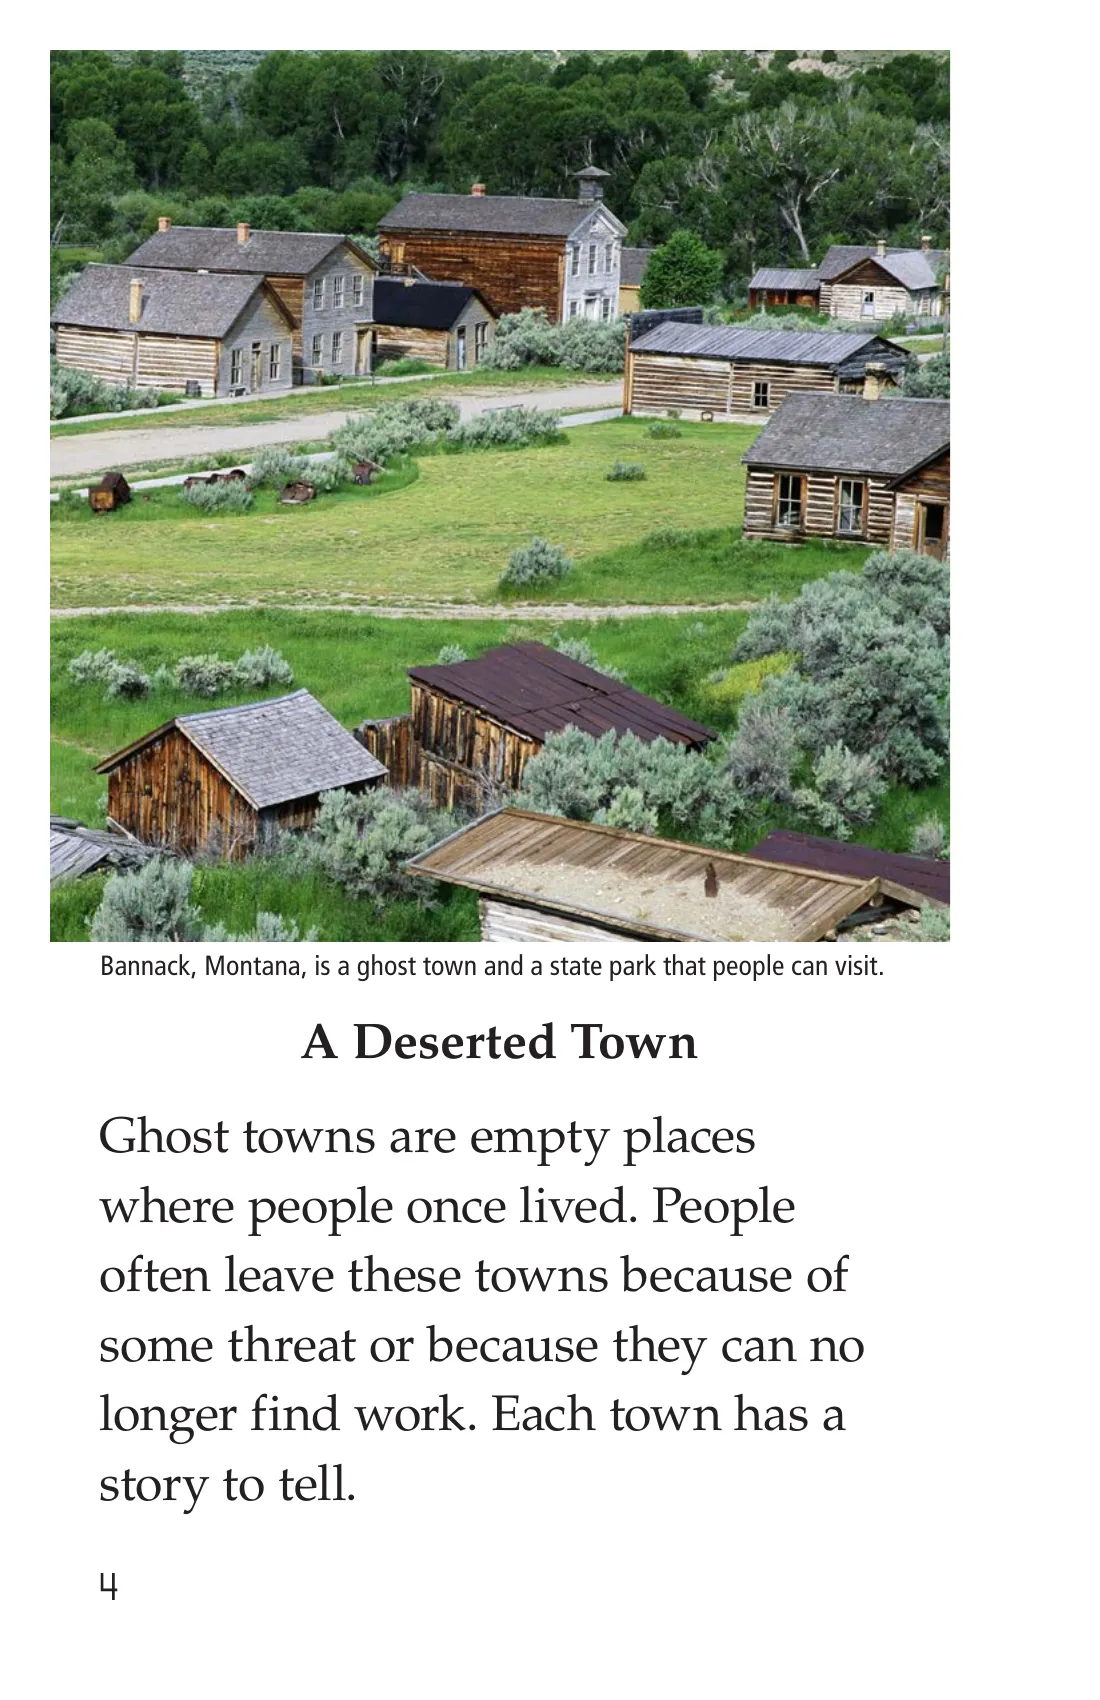 Bannack, Montana, is a ghost town and a state park that people can visit.
A Deserted Town
Ghost towns are empty places
where people once lived. People
often leave these towns because of
some threat or because they can no
longer find work. Each town has a
story to tell.
4